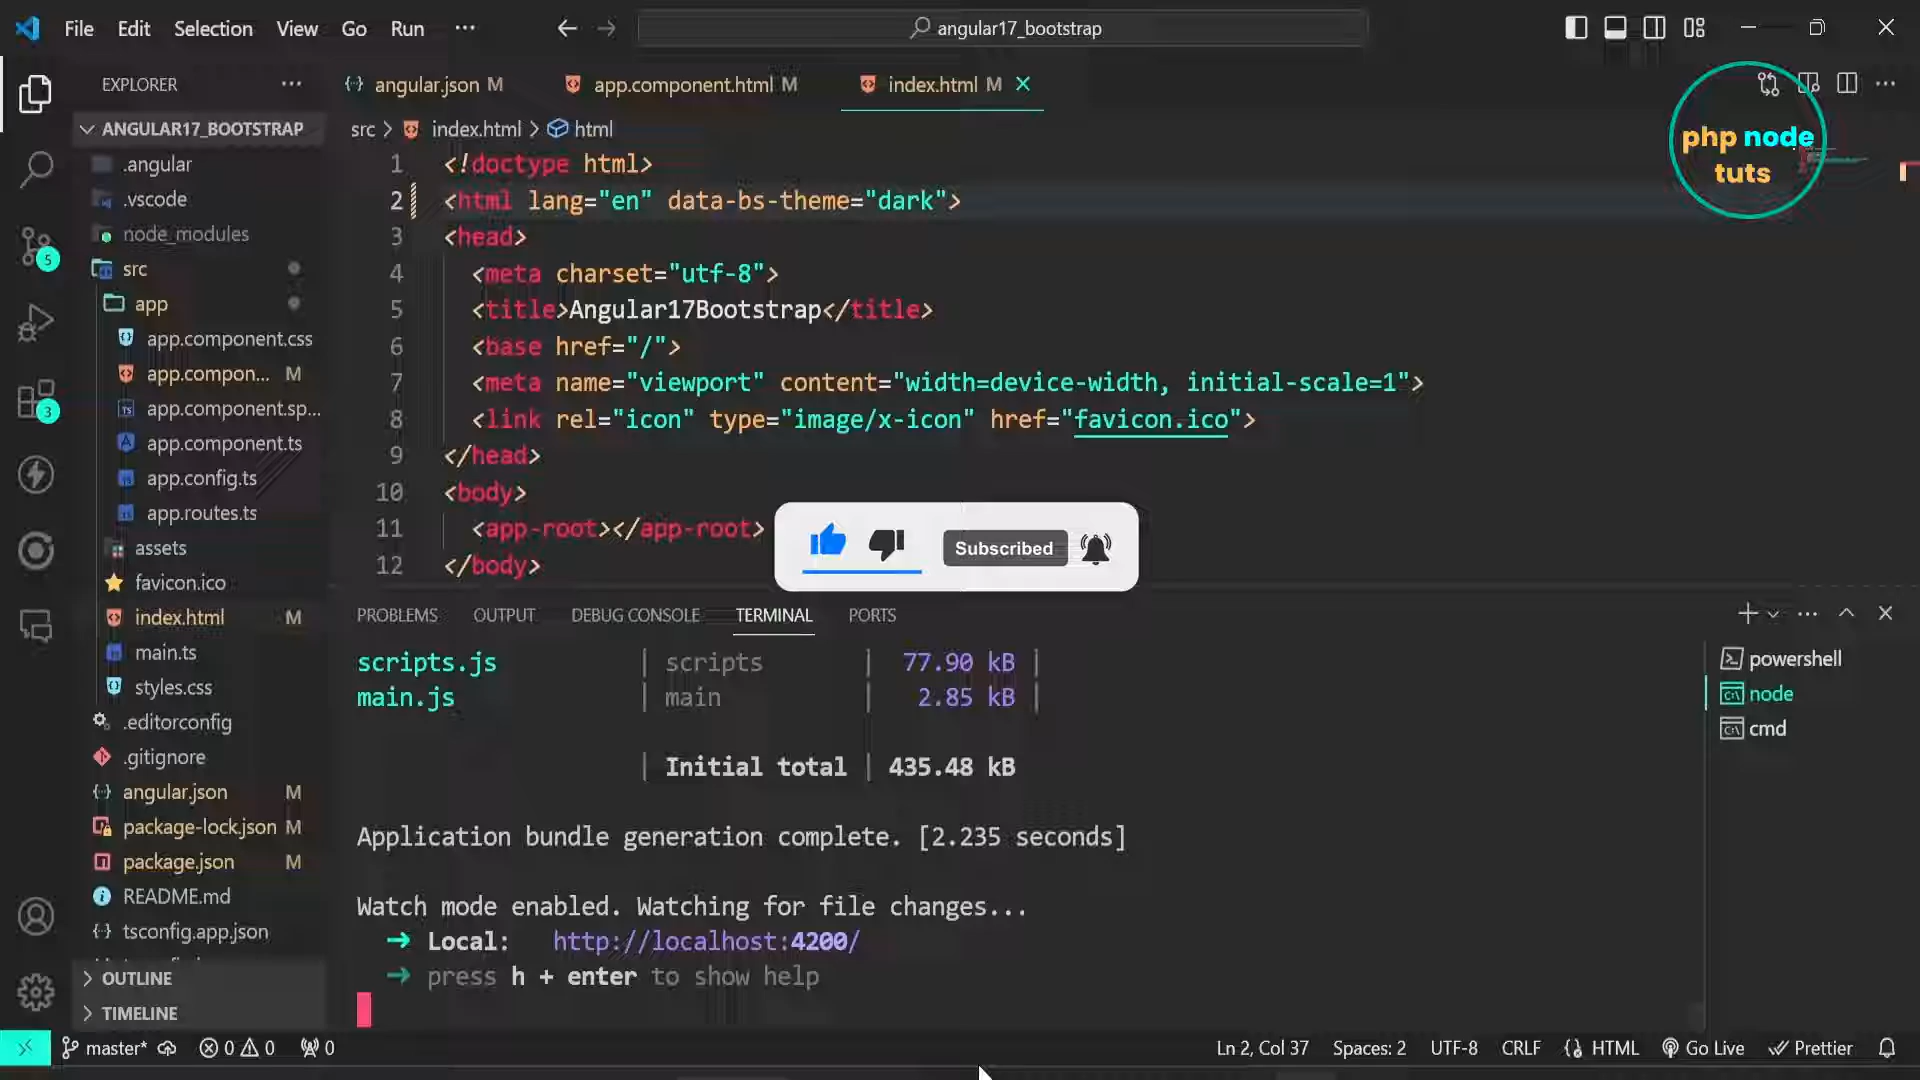 File Edit Selection View Go Run ···
angular17_bootstrap
EXPLORER
angular.json M
app.component.html M
index.html M
php node
tuts
ANGULAR17_BOOTSTRAP
.angular
.vscode
node_modules
src
app
app.component.css
app.compon... M
app.component.sp...
app.component.ts
app.config.ts
app.routes.ts
assets
favicon.ico
index.html M
main.ts
styles.css
.editorconfig
.gitignore
angular.json M
package-lock.json M
package.json M
README.md
tsconfig.app.json
OUTLINE
TIMELINE
5
3
src > index.html > html
1 <!doctype html>
2 <html lang="en" data-bs-theme="dark">
3 <head>
4 <meta charset="utf-8">
5 <title>Angular17Bootstrap</title>
6 <base href="/">
7 <meta name="viewport" content="width=device-width, initial-scale=1">
8 <link rel="icon" type="image/x-icon" href="favicon.ico">
9 </head>
10 <body>
11 <app-root></app-root>
12 </body>
Subscribed
PROBLEMS OUTPUT DEBUG CONSOLE TERMINAL PORTS
scripts.js | scripts | 77.90 kB |
main.js | main | 2.85 kB |
| Initial total | 435.48 kB
Application bundle generation complete. [2.235 seconds]
Watch mode enabled. Watching for file changes...
➜ Local: http://localhost:4200/
➜ press h + enter to show help
powershell
node
cmd
master* 0 0 0
Ln 2, Col 37 Spaces: 2 UTF-8 CRLF HTML Go Live Prettier